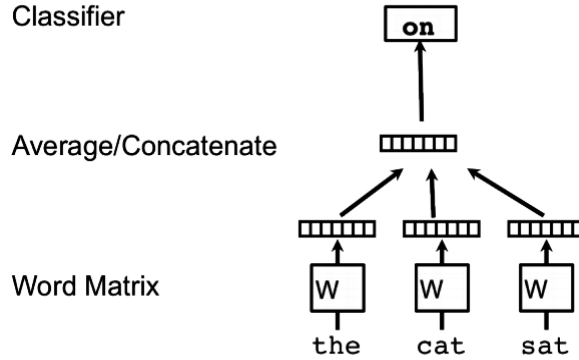 Classifier
on
Average/Concatenate
Word Matrix
W W W
the cat sat